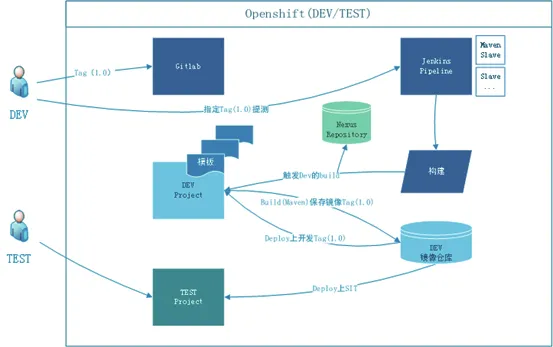 Openshift(DEV/TEST)
Maven
Slave
Slave
...
Gitlab
Jenkins
Pipeline
Tag (1.0)
DEV
指定Tag(1.0)提测
Nexus
Repository
模板
DEV
Project
触发Dev的build
构建
Build(Maven)保存镜像Tag(1.0)
Deploy上开发Tag(1.0)
DEV
镜像仓库
TEST
TEST
Project
Deploy上SIT